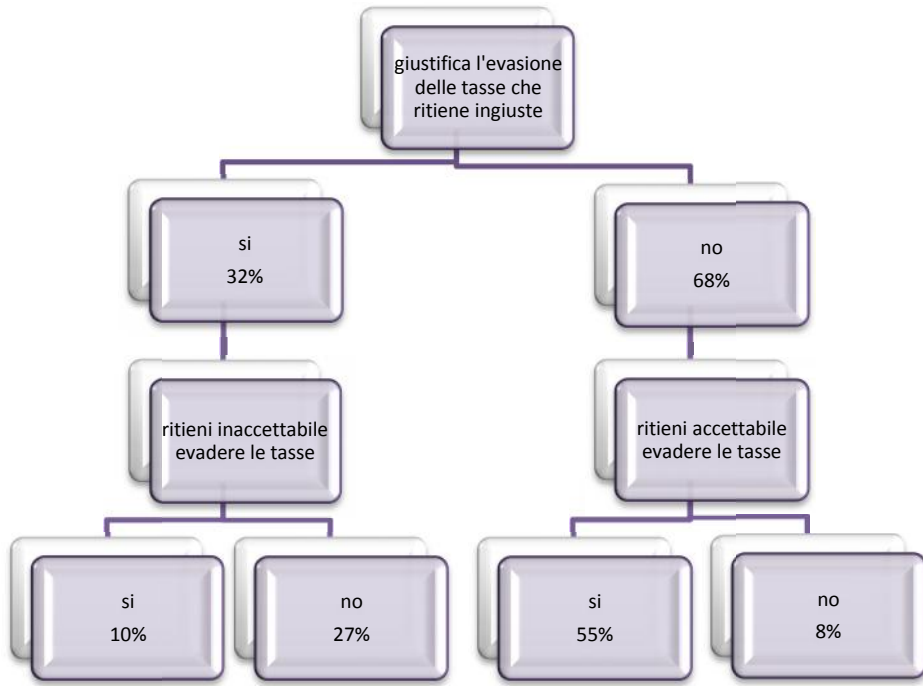 giustifica l'evasione
delle tasse che
ritiene ingiuste
si
32%
no
68%
ritieni inaccettabile
evadere le tasse
ritieni accettabile
evadere le tasse
si
10%
no
27%
si
55%
no
8%